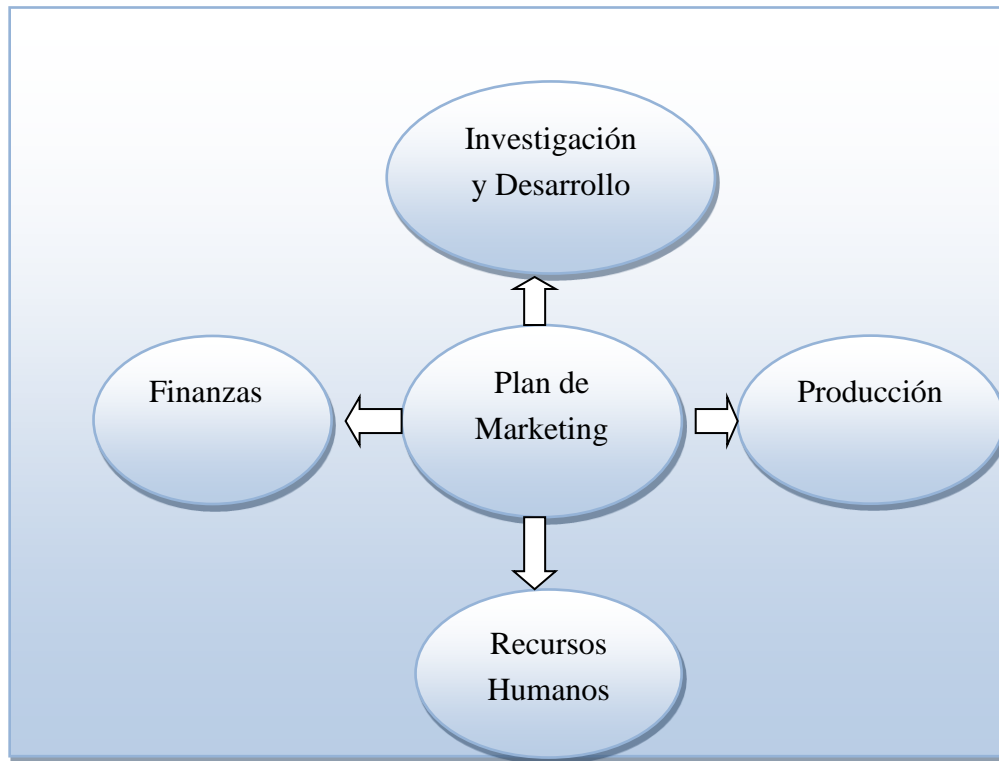 Investigación
y Desarrollo
Finanzas
Plan de
Marketing
Producción
Recursos
Humanos